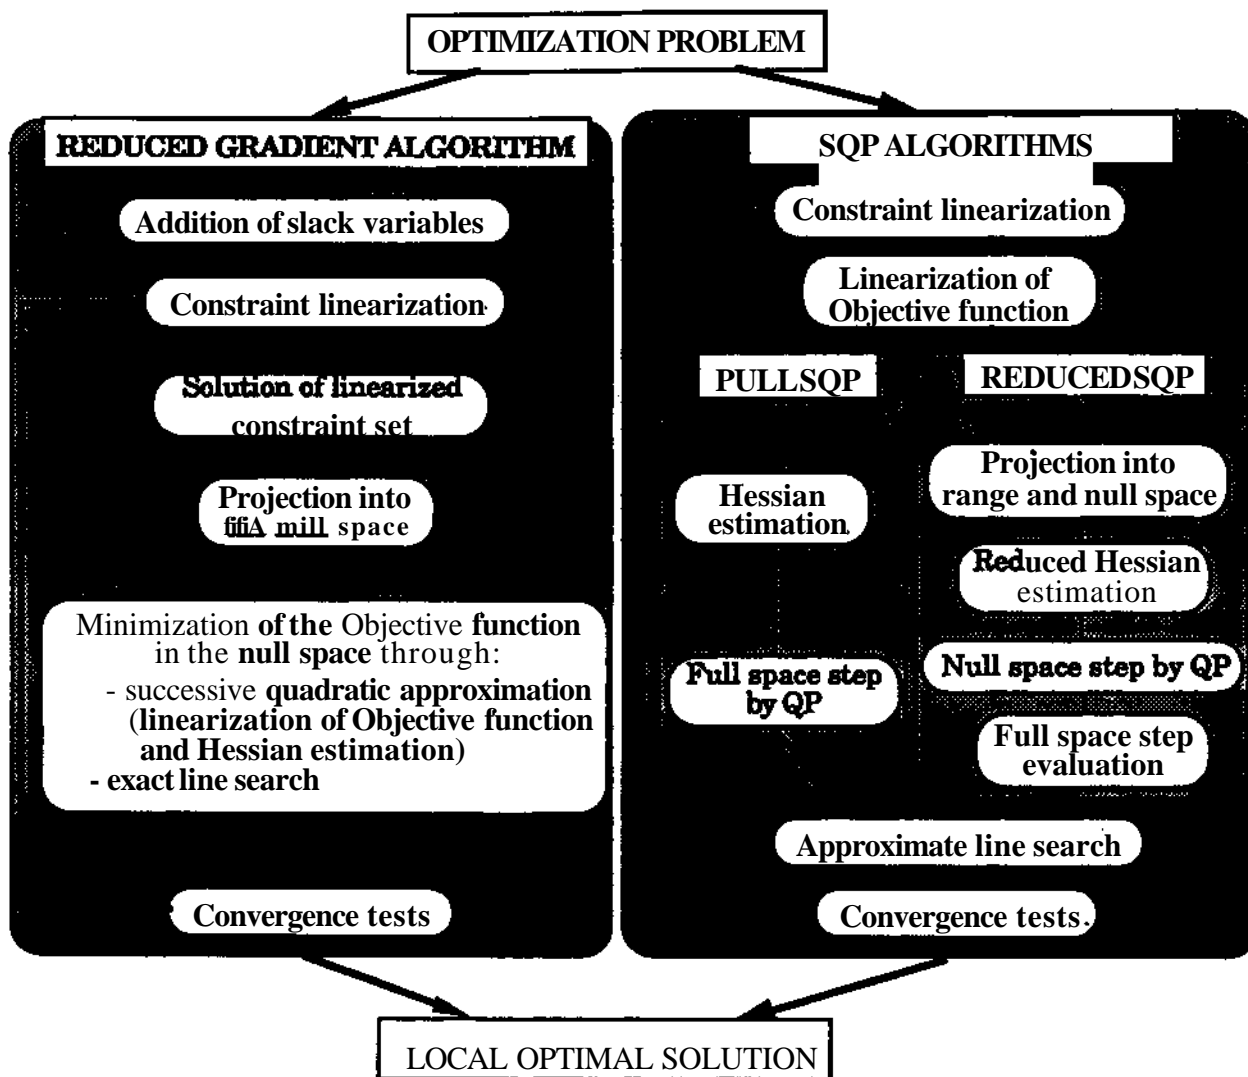 OPTIMIZATION PROBLEM
REDUCED GRADIENT ALGORITHM
Addition of slack variables
Constraint linearization
Solution of linearized
constraint set
Projection into
fifiA mill space
Minimization of the Objective function
in the null space through:
- successive quadratic approximation
(linearization of Objective function
and Hessian estimation)
- exact line search
Convergence tests
SQP ALGORITHMS
Constraint linearization
Linearization of
Objective function
PULLSQP
Hessian
estimation
Full space step
by QP
REDUCEDSQP
Projection into
range and null space
Reduced Hessian
estimation
Null space step by QP
Full space step
evaluation
Approximate line search
Convergence tests
LOCAL OPTIMAL SOLUTION